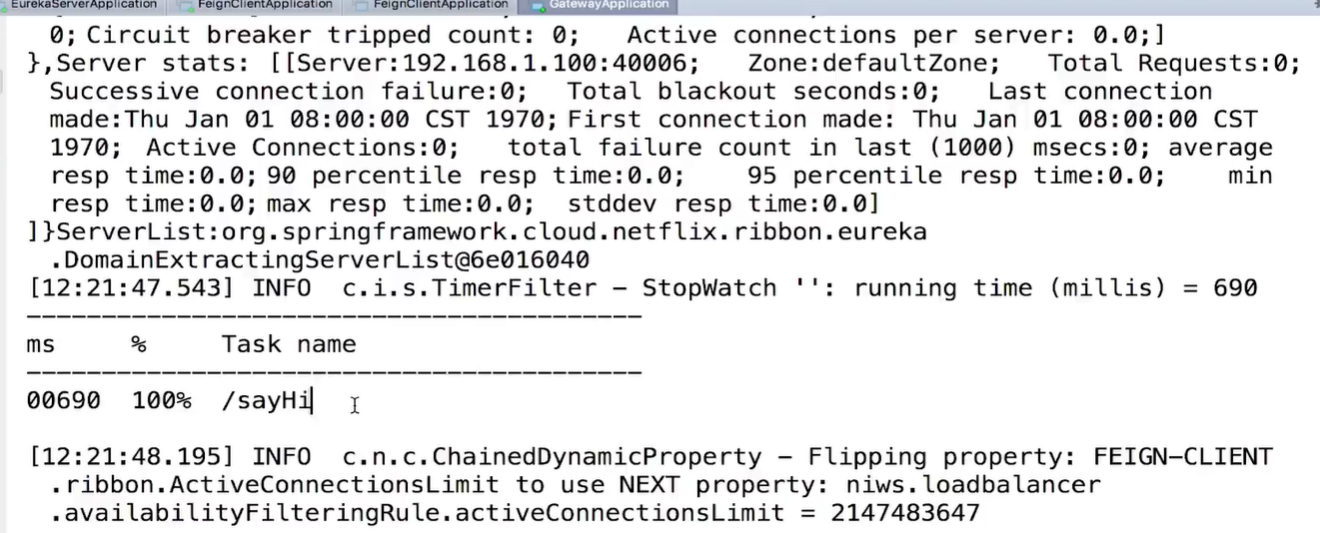 EurekaServerApplication FeignClientApplication FeignClientApplication GatewayApplication
0; Circuit breaker tripped count: 0; Active connections per server: 0.0;]
},Server stats: [[Server:192.168.1.100:40006; Zone:defaultZone; Total Requests:0;
Successive connection failure:0; Total blackout seconds:0; Last connection
made:Thu Jan 01 08:00:00 CST 1970; First connection made: Thu Jan 01 08:00:00 CST
1970; Active Connections:0; total failure count in last (1000) msecs:0; average
resp time:0.0; 90 percentile resp time:0.0; 95 percentile resp time:0.0; min
resp time:0.0; max resp time:0.0; stddev resp time:0.0]
]}ServerList:org.springframework.cloud.netflix.ribbon.eureka
.DomainExtractingServerList@6e016040
[12:21:47.543] INFO c.i.s.TimerFilter - StopWatch '': running time (millis) = 690
-----------------------------------------
ms % Task name
-----------------------------------------
00690 100% /sayHi
[12:21:48.195] INFO c.n.c.ChainedDynamicProperty - Flipping property: FEIGN-CLIENT
.ribbon.ActiveConnectionsLimit to use NEXT property: niws.loadbalancer
.availabilityFilteringRule.activeConnectionsLimit = 2147483647